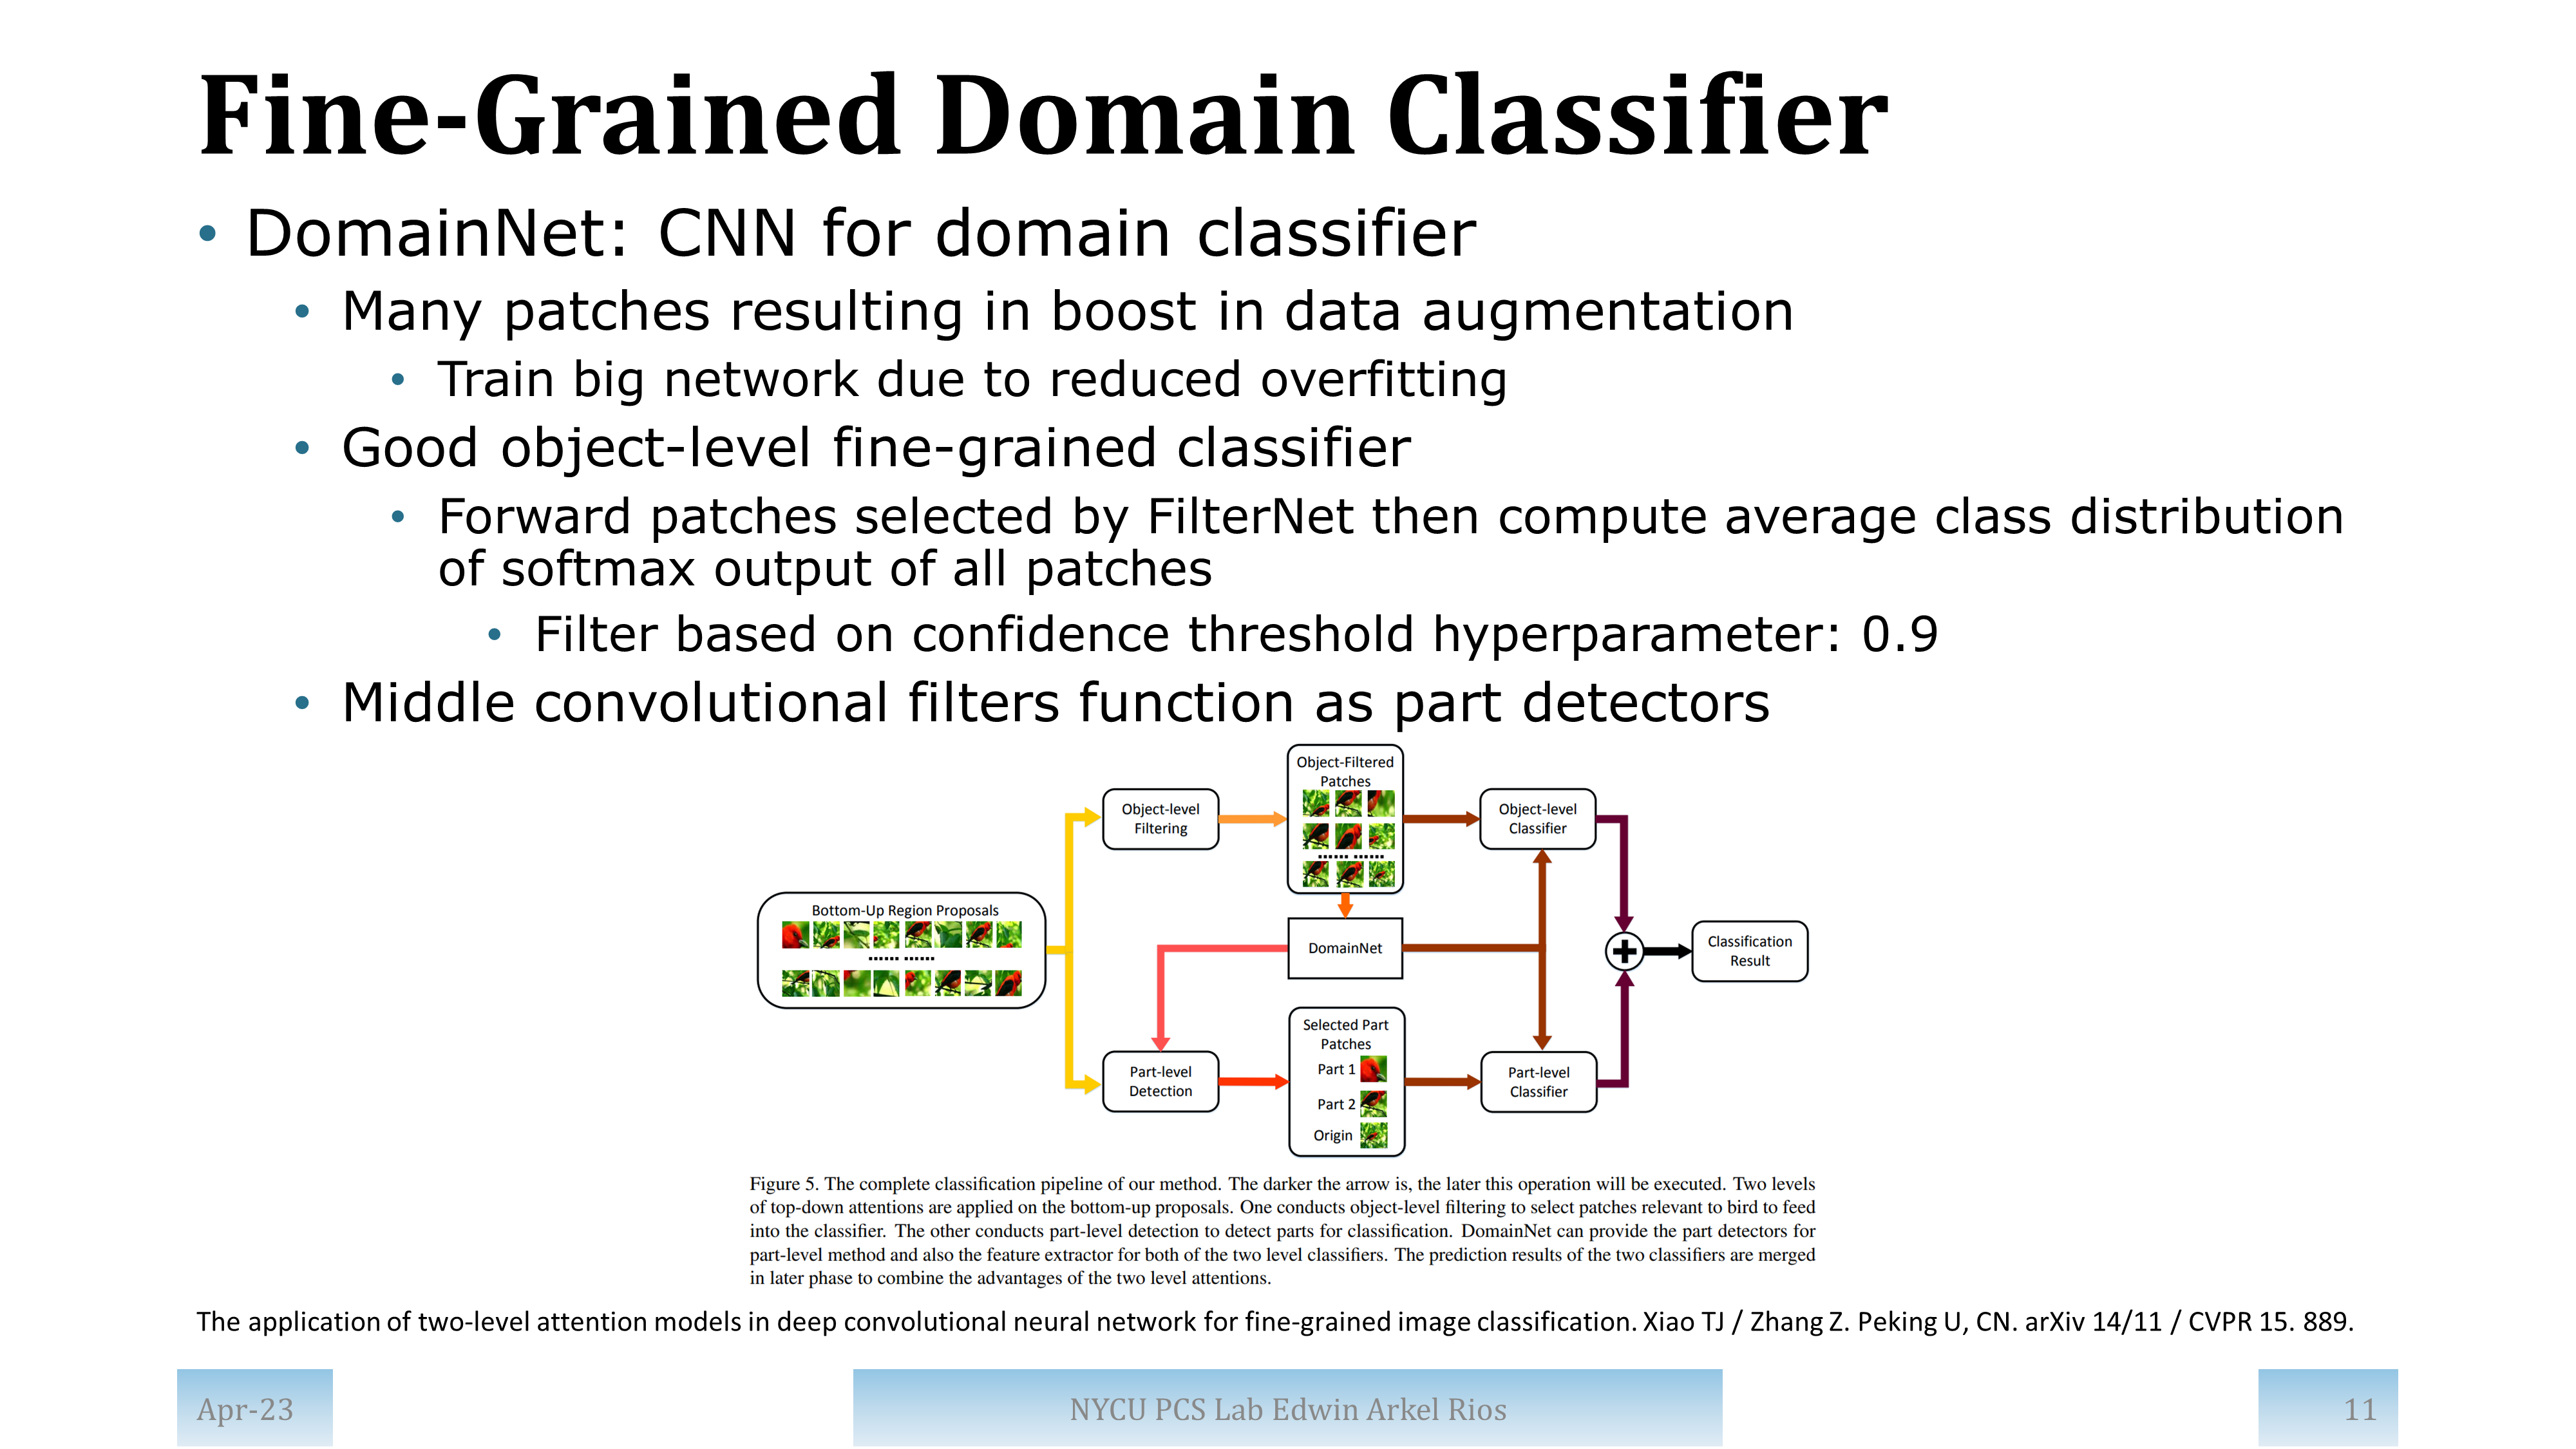 Fine-Grained Domain Classifier
• DomainNet: CNN for domain classifier
• Many patches resulting in boost in data augmentation
• Train big network due to reduced overfitting
• Good object-level fine-grained classifier
• Forward patches selected by FilterNet then compute average class distribution
of softmax output of all patches
• Filter based on confidence threshold hyperparameter: 0.9
• Middle convolutional filters function as part detectors
Bottom-Up Region Proposals
...... ......
Object-level
Filtering
Object-Filtered
Patches
...... ......
Object-level
Classifier
DomainNet
Part-level
Detection
Selected Part
Patches
Part 1
Part 2
Origin
Part-level
Classifier
Classification
Result
Figure 5. The complete classification pipeline of our method. The darker the arrow is, the later this operation will be executed. Two levels
of top-down attentions are applied on the bottom-up proposals. One conducts object-level filtering to select patches relevant to bird to feed
into the classifier. The other conducts part-level detection to detect parts for classification. DomainNet can provide the part detectors for
part-level method and also the feature extractor for both of the two level classifiers. The prediction results of the two classifiers are merged
in later phase to combine the advantages of the two level attentions.
The application of two-level attention models in deep convolutional neural network for fine-grained image classification. Xiao TJ / Zhang Z. Peking U, CN. arXiv 14/11 / CVPR 15. 889.
Apr-23
NYCU PCS Lab Edwin Arkel Rios
11